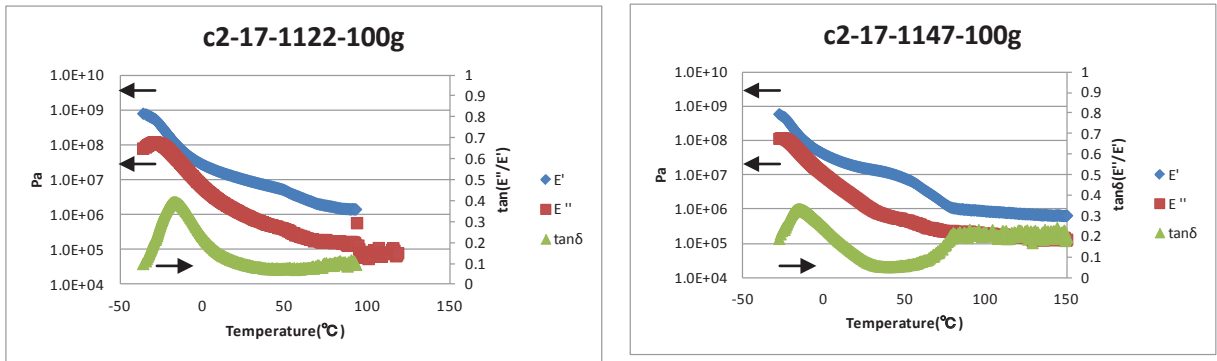 c2-17-1122-100g
1.0E+10
1.0E+09
1.0E+08
1.0E+07
1.0E+06
1.0E+05
1.0E+04
Pa
1
0.9
0.8
0.7
0.6
0.5
0.4
0.3
0.2
0.1
0
tan(E"/E')
-50
0
50
100
150
Temperature(℃)
E'
E "
tanδ
c2-17-1147-100g
1.0E+10
1.0E+09
1.0E+08
1.0E+07
1.0E+06
1.0E+05
1.0E+04
Pa
1
0.9
0.8
0.7
0.6
0.5
0.4
0.3
0.2
0.1
0
tanδ(E"/E')
-50
0
50
100
150
Temperature(℃)
E'
E "
tanδ